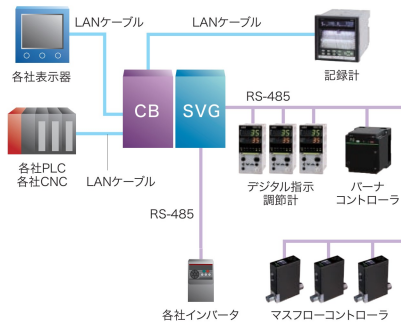 LANケーブル
LANケーブル
各社表示器
記録計
CB
SVG
RS-485
各社PLC
各社CNC
LANケーブル
デジタル指示
調節計
バーナ
コントローラ
RS-485
各社インバータ
マスフローコントローラ